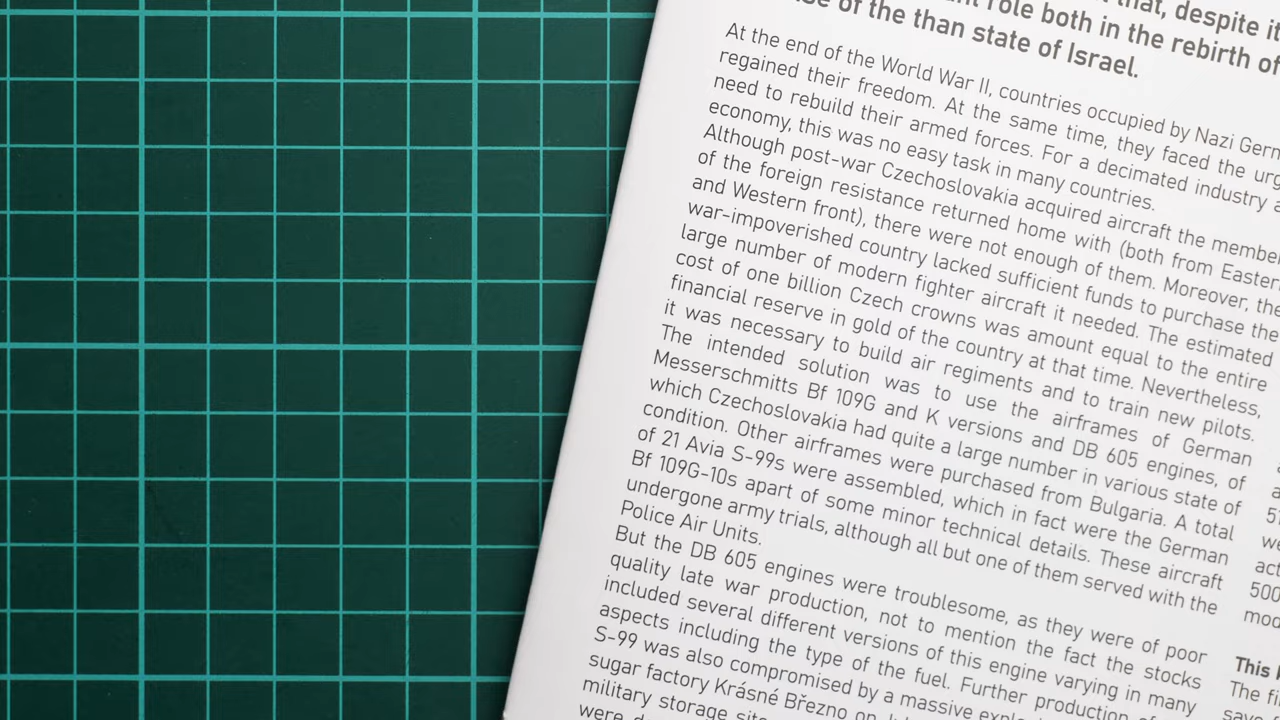 that, despite
role both in the rebirth of
of the than state of Israel.
At the end of the World War II, countries occupied by Nazi
regained their freedom. At the same time, they faced the
need to rebuild their armed forces. For a decimated industry
economy, this was no easy task in many countries.
Although post-war Czechoslovakia acquired aircraft the
of the foreign resistance returned home with (both from Eastern
and Western front), there were not enough of them. Moreover, the
war-impoverished country lacked sufficient funds to purchase the
large number of modern fighter aircraft it needed. The estimated
cost of one billion Czech crowns was amount equal to the entire
financial reserve in gold of the country at that time. Nevertheless,
it was necessary to build air regiments and to train new pilots.
The intended solution was to use the airframes of German
Messerschmitts Bf 109G and K versions and DB 605 engines, of
which Czechoslovakia had quite a large number in various state of
condition. Other airframes were purchased from Bulgaria. A total
of 21 Avia S-99s were assembled, which in fact were the German
Bf 109G-10s apart of some minor technical details. These aircraft
undergone army trials, although all but one of them served with the
Police Air Units.
But the DB 605 engines were troublesome, as they were of poor
quality late war production, not to mention the fact the stocks
included several different versions of this engine varying in many
aspects including the type of the fuel. Further production of
S-99 was also compromised by a massive
sugar factory Krásné Březno on
military storage
were
This
The